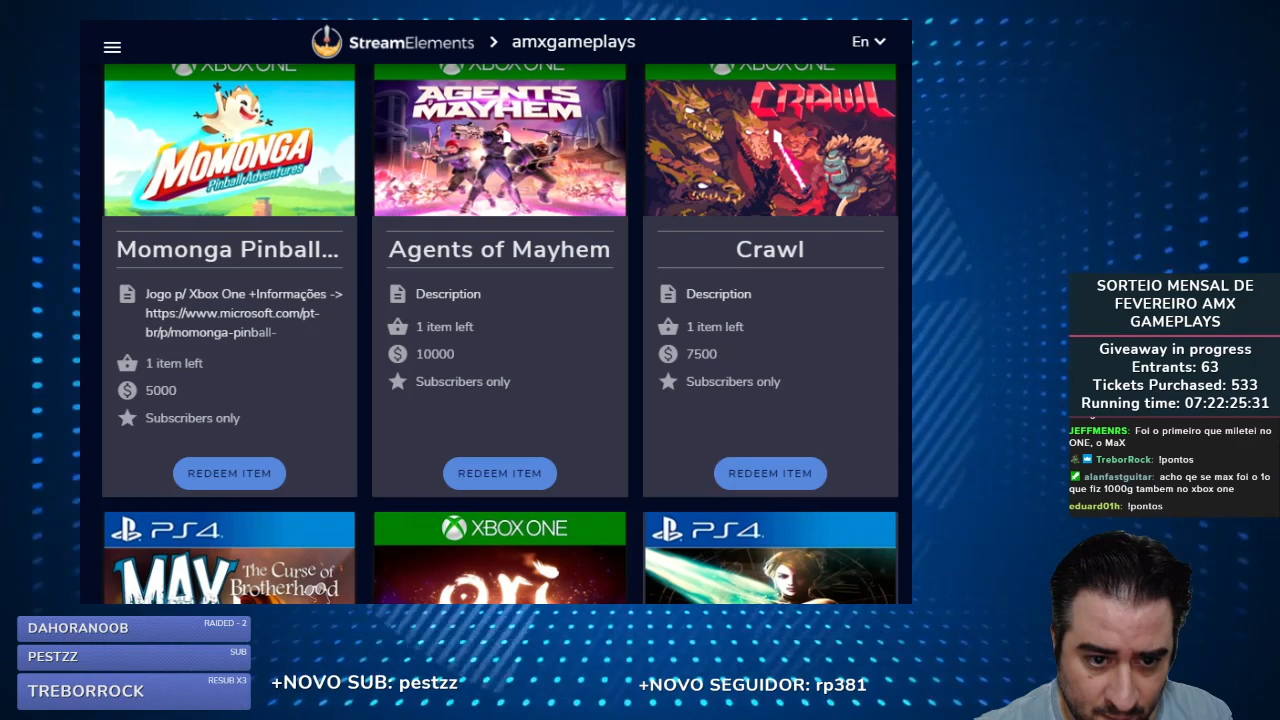 StreamElements > amxgameplays
En
XBOX ONE
XBOX ONE
XBOX ONE
MOMONGA
Pinball Adventures
AGENTS OF
MAYHEM
CRAWL
Momonga Pinball...
Jogo p/ Xbox One +Informações ->
https://www.microsoft.com/pt-
br/p/momonga-pinball-
1 item left
5000
Subscribers only
REDEEM ITEM
Agents of Mayhem
Description
1 item left
10000
Subscribers only
REDEEM ITEM
Crawl
Description
1 item left
7500
Subscribers only
REDEEM ITEM
PS4
MAX The Curse of
Brotherhood
XBOX ONE
ori
PS4
SORTEIO MENSAL DE
FEVEREIRO AMX
GAMEPLAYS
Giveaway in progress
Entrants: 63
Tickets Purchased: 533
Running time: 07:22:25:31
JEFFMENRS: Foi o primeiro que miletei no
ONE, o MaX
TreborRock: !pontos
alanfastguitar: acho qe se max foi o 1o
que fiz 1000g tambem no xbox one
eduard01h: !pontos
DAHORANOOB RAIDED - 2
PESTZZ SUB
TREBORROCK RESUB X3
+NOVO SUB: pestzz
+NOVO SEGUIDOR: rp381